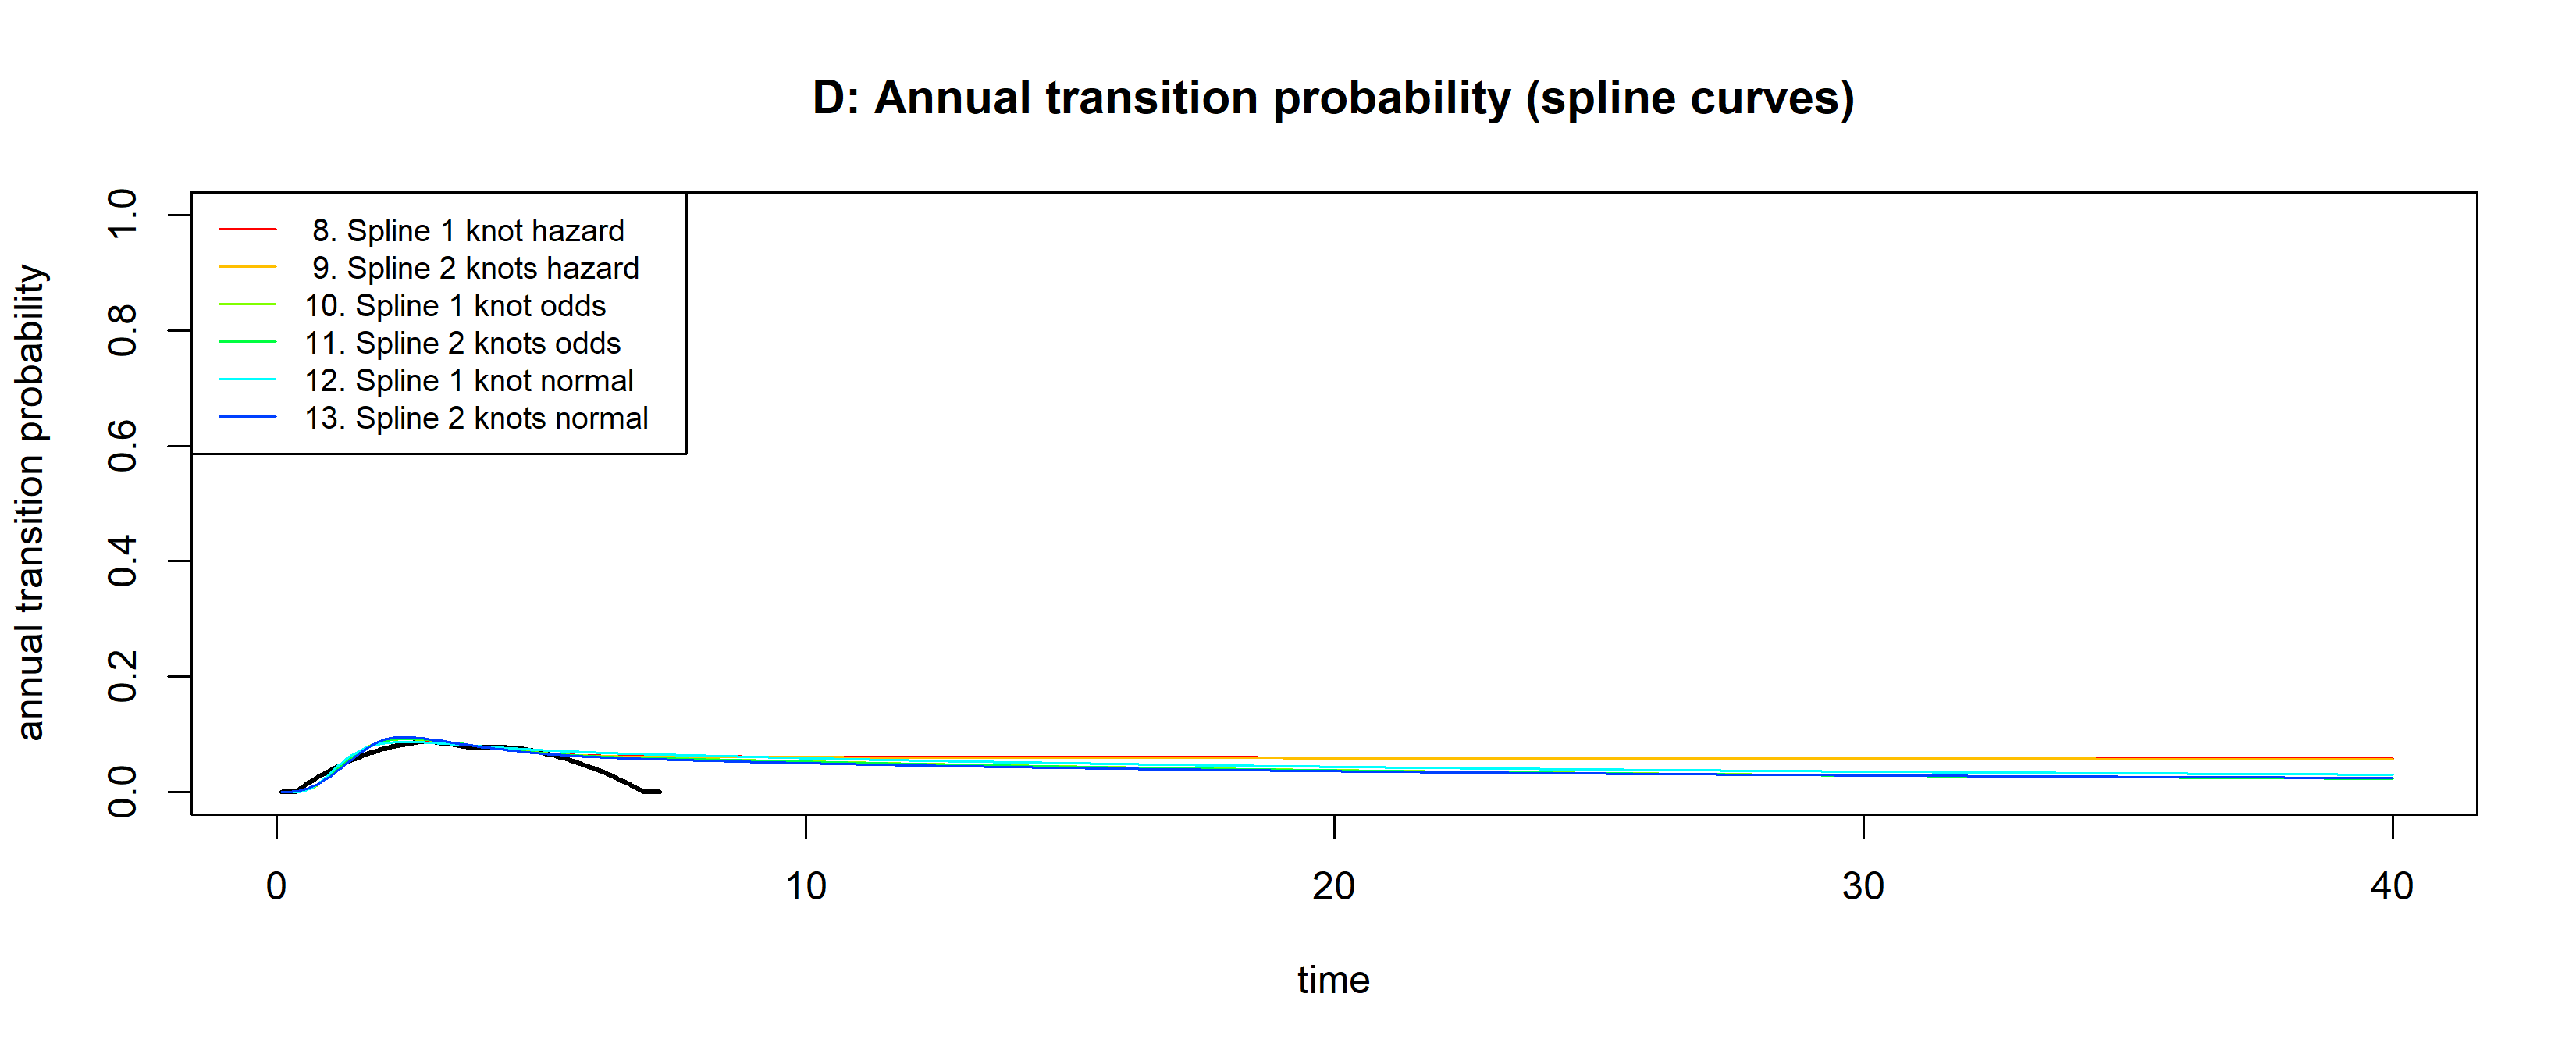 D: Annual transition probability (spline curves)
annual transition probability
1.0
0.8
0.6
0.4
0.2
0.0
8. Spline 1 knot hazard
9. Spline 2 knots hazard
10. Spline 1 knot odds
11. Spline 2 knots odds
12. Spline 1 knot normal
13. Spline 2 knots normal
0 10 20 30 40
time